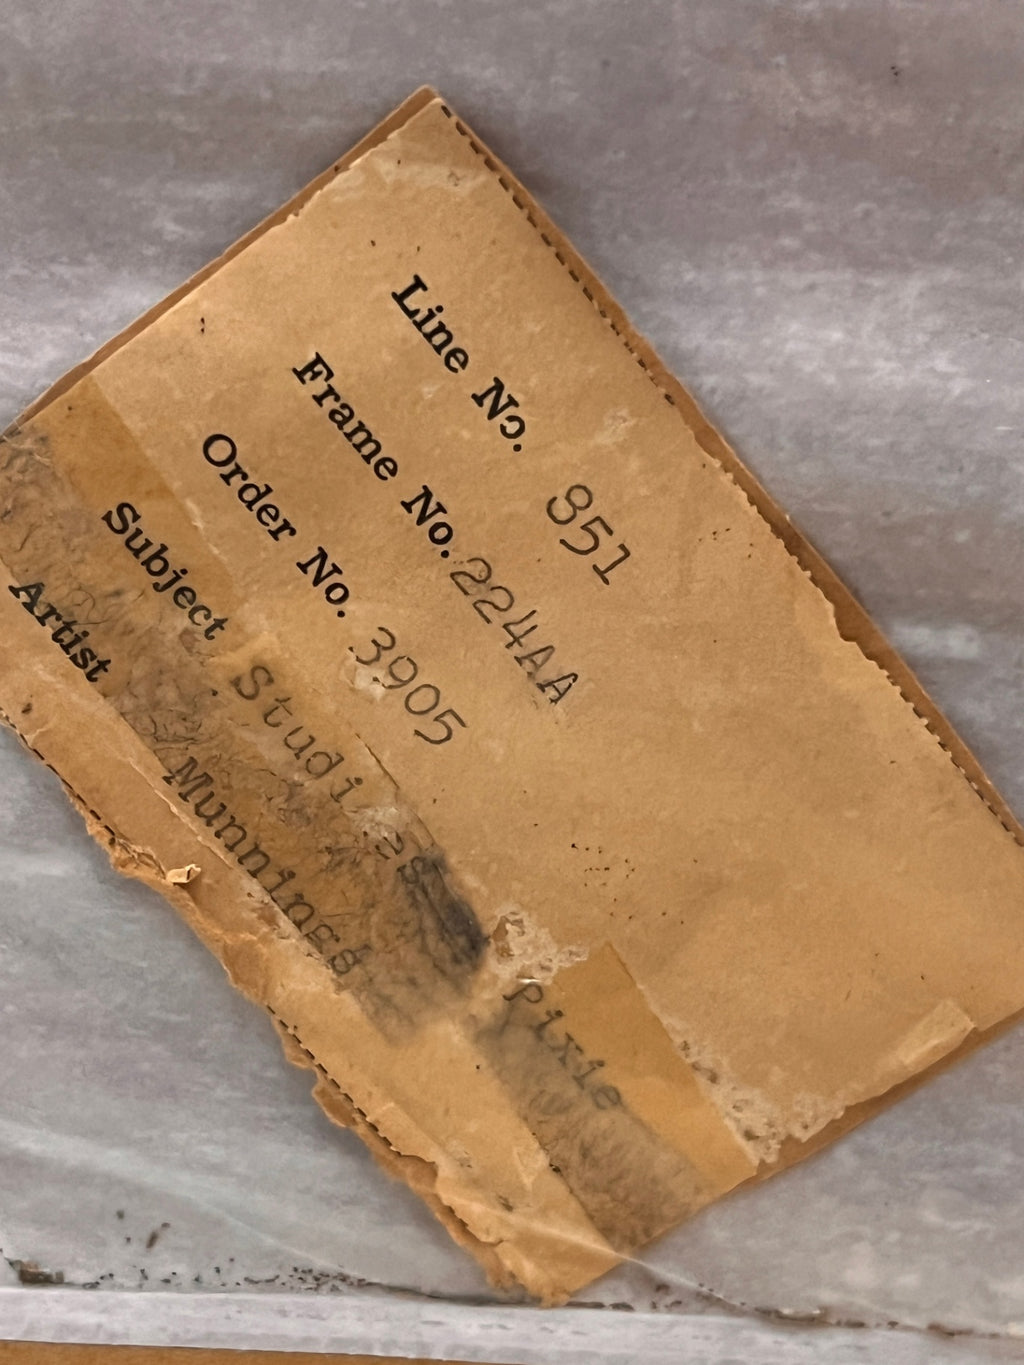 Line No. 851
Frame No. 224AA
Order No. 3905
Subject Studies Pixie
Artist Munnings